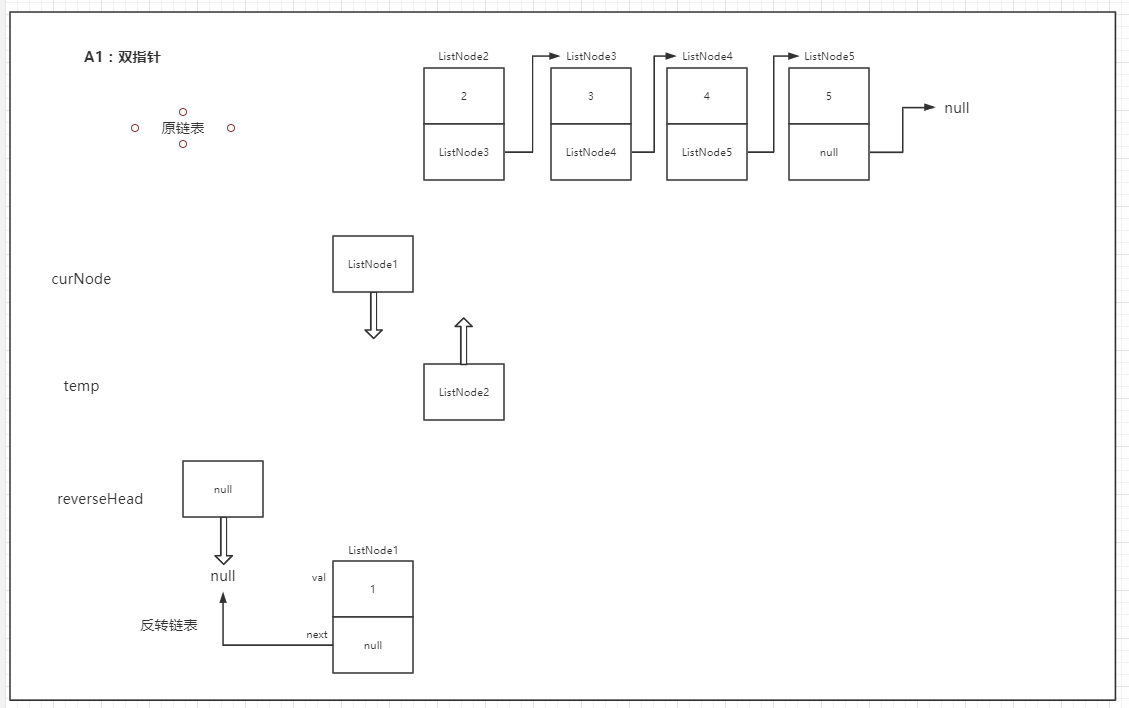 A1：双指针
原链表
ListNode2
ListNode3
ListNode4
ListNode5
2
3
4
5
ListNode3
ListNode4
ListNode5
null
null
curNode
ListNode1
temp
ListNode2
reverseHead
null
null
反转链表
ListNode1
val
1
next
null